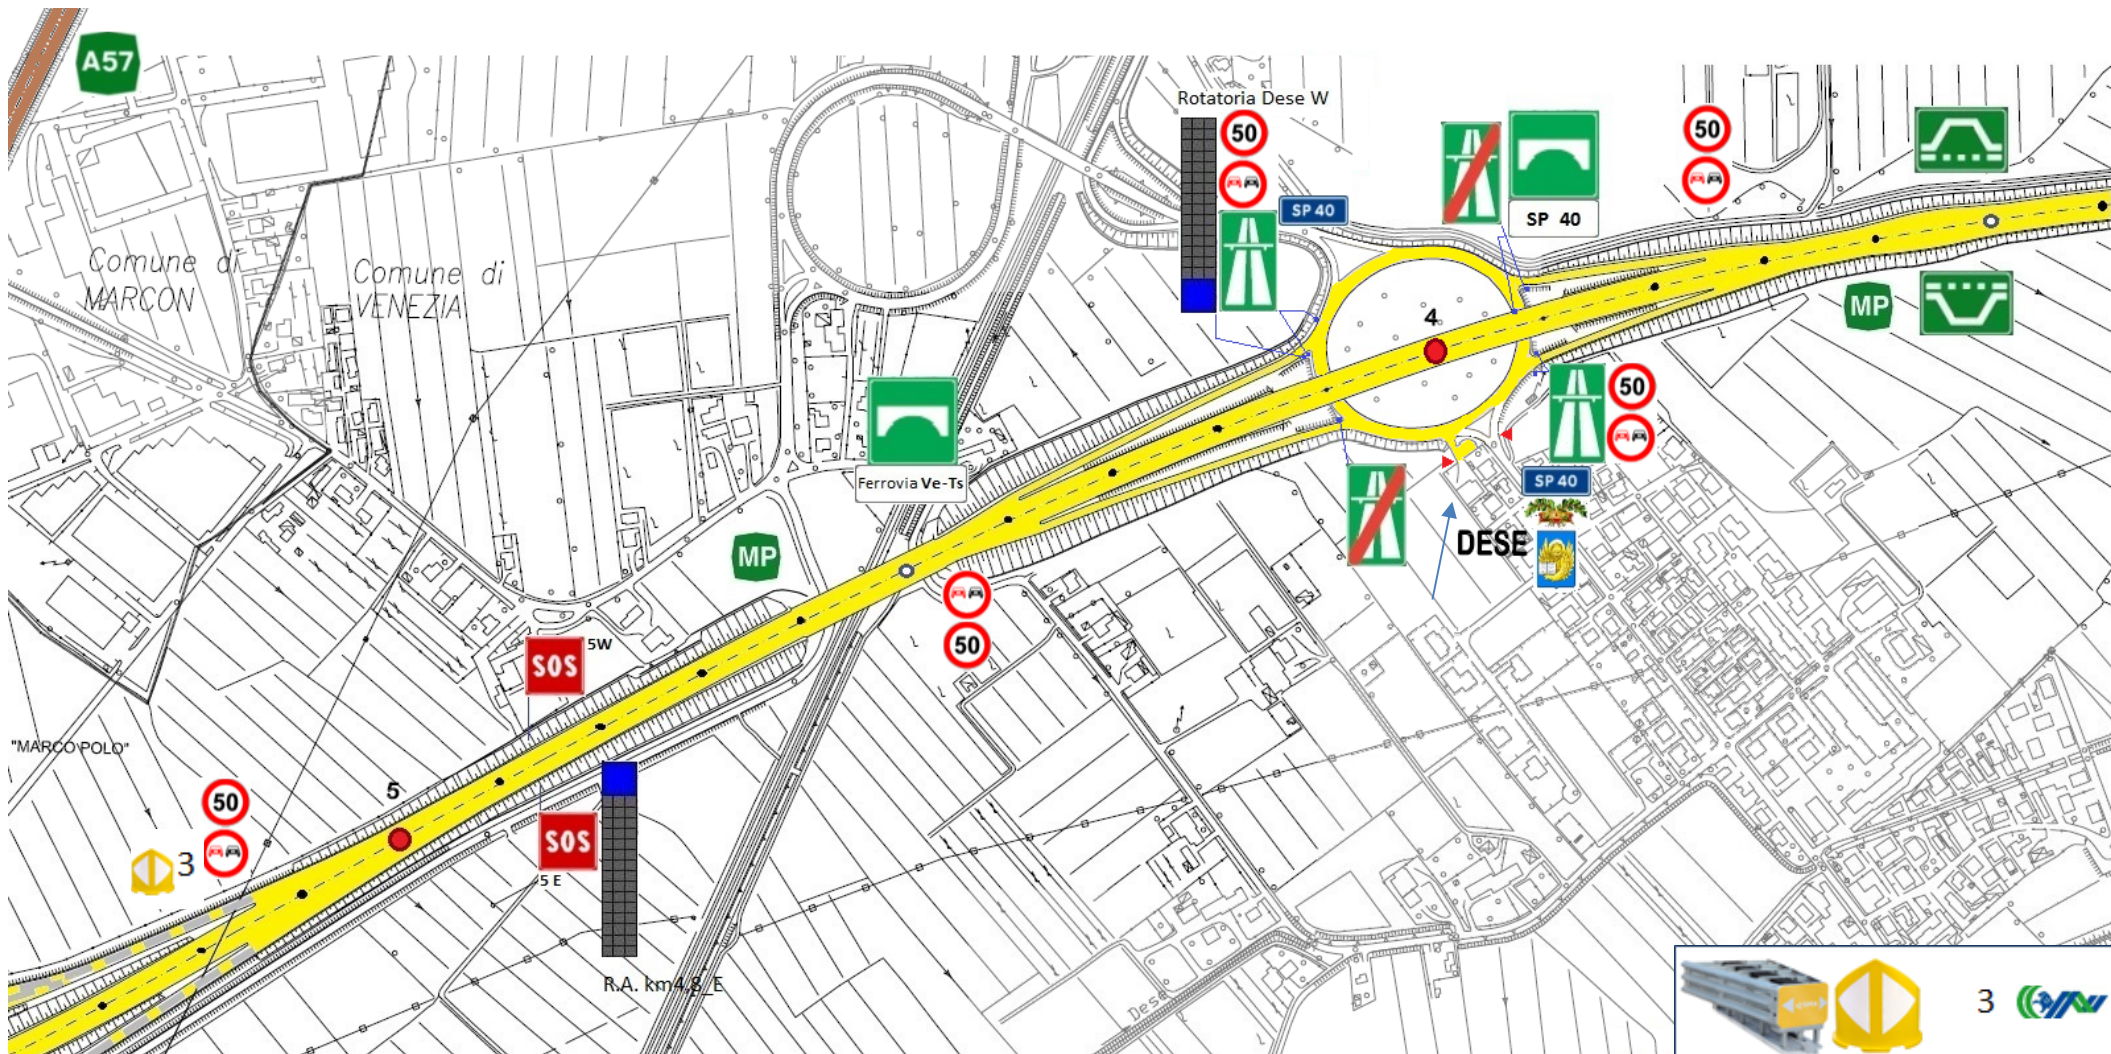 A57
Rotatoria Dese W
50
50
SP 40
SP 40
Comune di
MARCON
Comune di
VENEZIA
4
MP
50
Ferrovia Ve-Ts
SP 40
DESE
MP
50
5W
SOS
"MARCO POLO"
5
50
3
SOS
5 E
R.A. km4,8_E
Dese
3